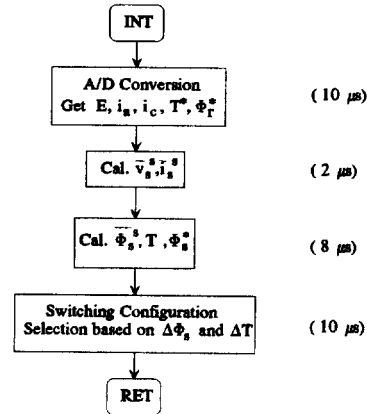 INT
A/D Conversion
Get E, i_a, i_c, T*, Φ_r*
(10 μs)
Cal. v̅_s^s, i̅_s^s
(2 μs)
Cal. Φ̅_s^s, T, Φ_s*
(8 μs)
Switching Configuration
Selection based on ΔΦ_s and ΔT
(10 μs)
RET